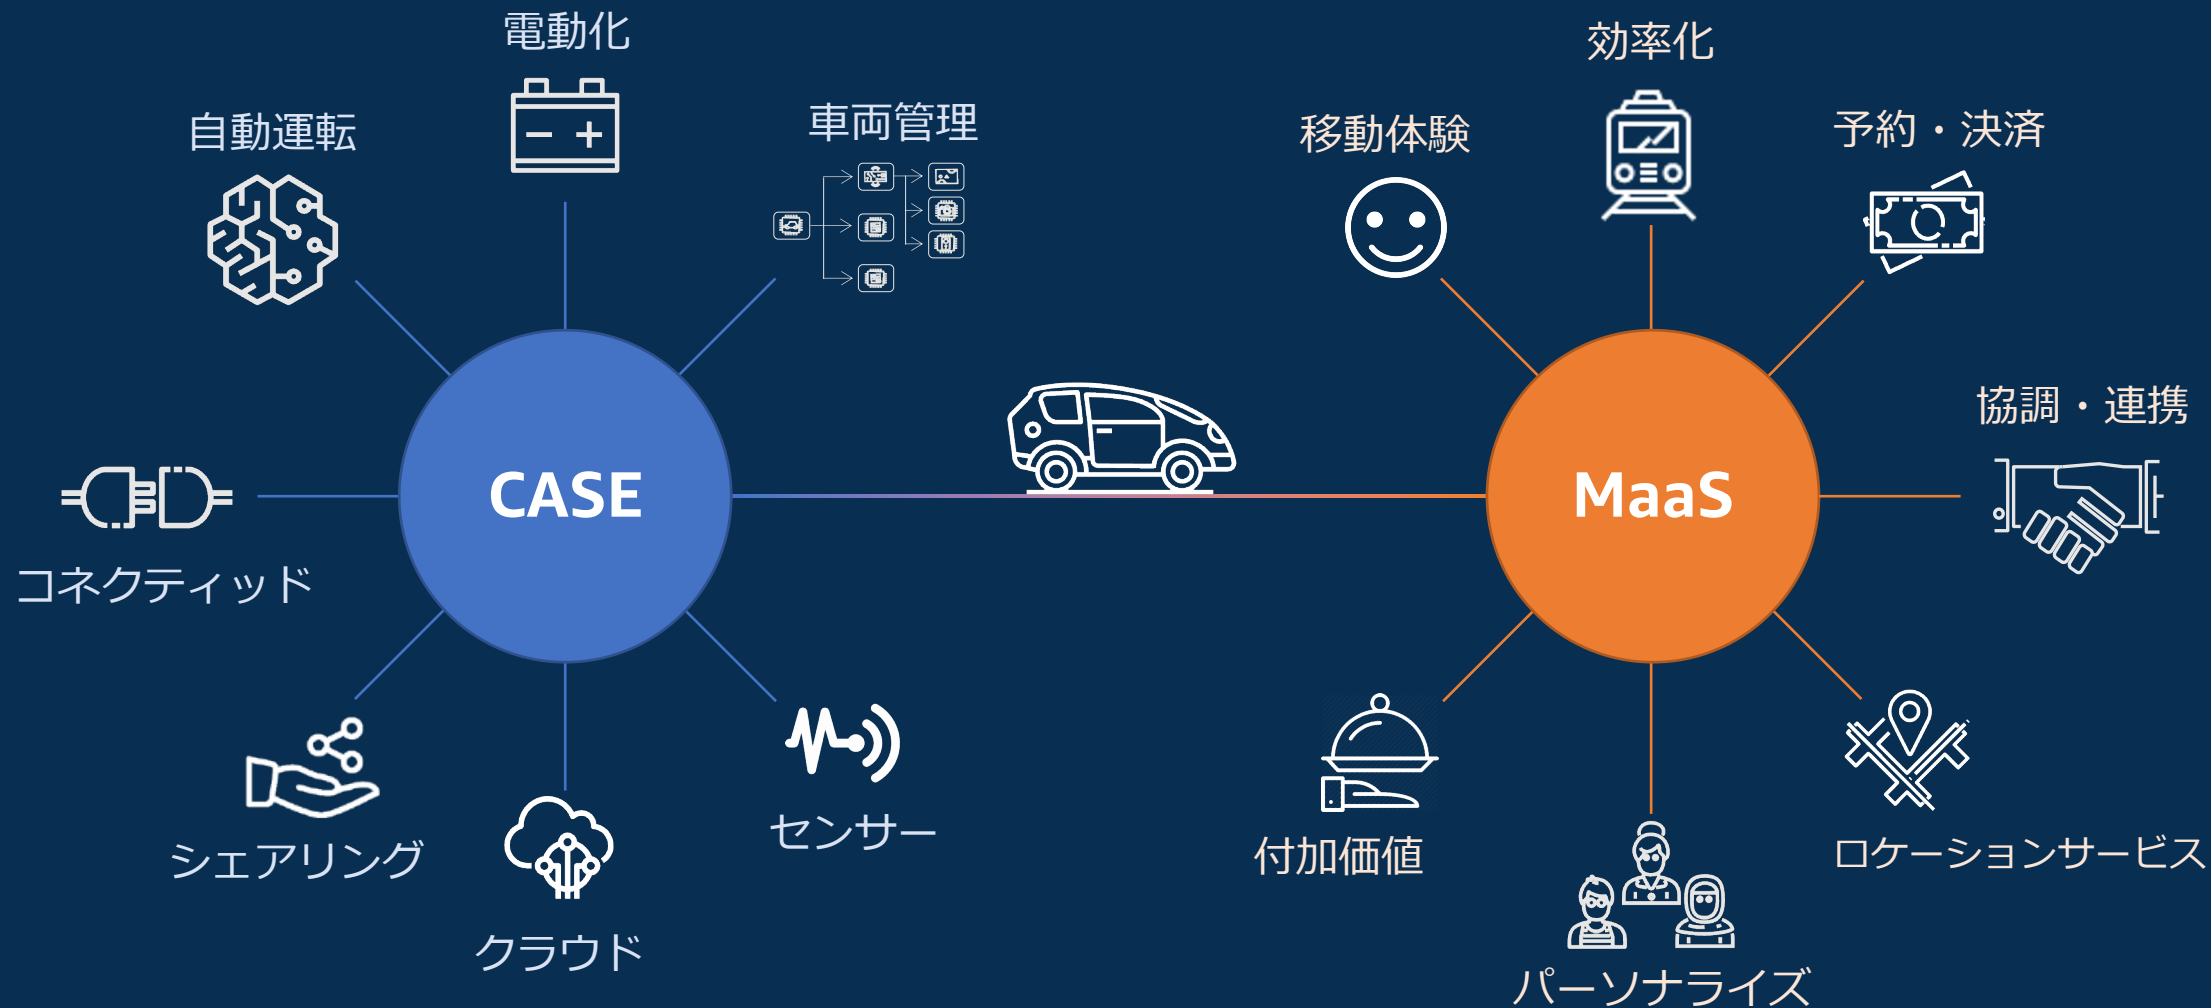 電動化
自動運転
車両管理
CASE
コネクティッド
シェアリング
クラウド
センサー
効率化
移動体験
予約・決済
協調・連携
MaaS
付加価値
ロケーションサービス
パーソナライズ